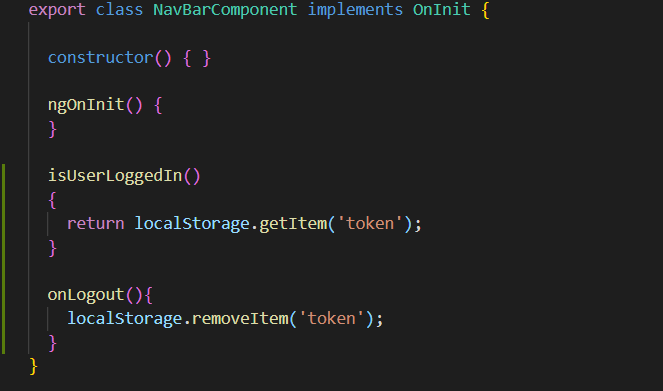 export class NavBarComponent implements OnInit {
constructor() { }
ngOnInit() {
}
isUserLoggedIn()
{
return localStorage.getItem('token');
}
onLogout(){
localStorage.removeItem('token');
}
}